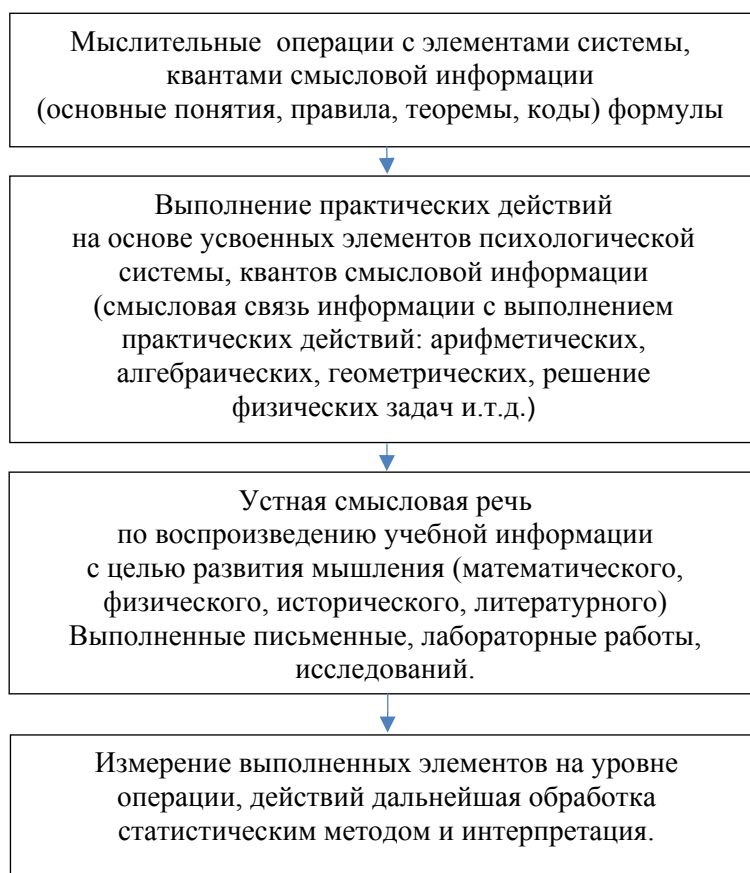 Мыслительные операции с элементами системы,
квантами смысловой информации
(основные понятия, правила, теоремы, коды) формулы
Выполнение практических действий
на основе усвоенных элементов психологической
системы, квантов смысловой информации
(смысловая связь информации с выполнением
практических действий: арифметических,
алгебраических, геометрических, решение
физических задач и.т.д.)
Устная смысловая речь
по воспроизведению учебной информации
с целью развития мышления (математического,
физического, исторического, литературного)
Выполненные письменные, лабораторные работы,
исследований.
Измерение выполненных элементов на уровне
операции, действий дальнейшая обработка
статистическим методом и интерпретация.